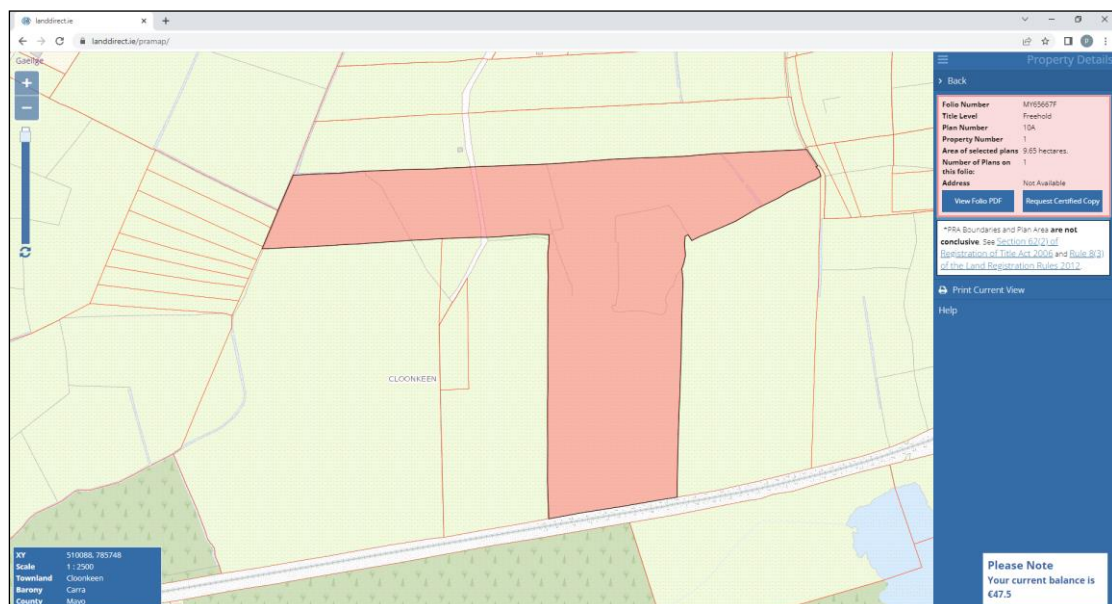 landdirect.ie
landdirect.ie/pramap/
Gaeilge
Property Details
Back
Folio Number MY65667F
Title Level Freehold
Plan Number 10A
Property Number 1
Area of selected plans 9.65 hectares.
Number of Plans on 1
this folio:
Address Not Available
View Folio PDF Request Certified Copy
*PRA Boundaries and Plan Area are not
conclusive. See Section 62(2) of
Registration of Title Act 2006 and Rule 8(3)
of the Land Registration Rules 2012.
Print Current View
Help
CLOONKEEN
XY 510088, 785748
Scale 1 : 2500
Townland Cloonkeen
Barony Carra
County Mayo
Please Note
Your current balance is
€47.5